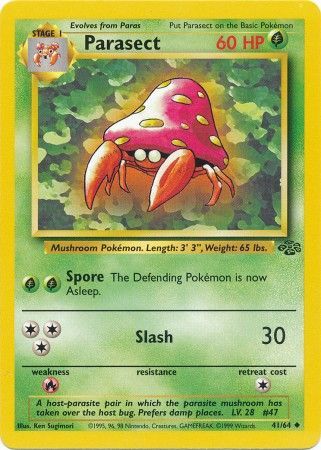 Evolves from Paras
Put Parasect on the Basic Pokémon
STAGE 1
Parasect
60 HP
Mushroom Pokémon. Length: 3' 3", Weight: 65 lbs.
Spore The Defending Pokémon is now
Asleep.
Slash 30
weakness resistance retreat cost
A host-parasite pair in which the parasite mushroom has
taken over the host bug. Prefers damp places. LV. 28 #47
Illus. Ken Sugimori
©1995, 96, 98 Nintendo, Creatures, GAMEFREAK. ©1999 Wizards.
41/64